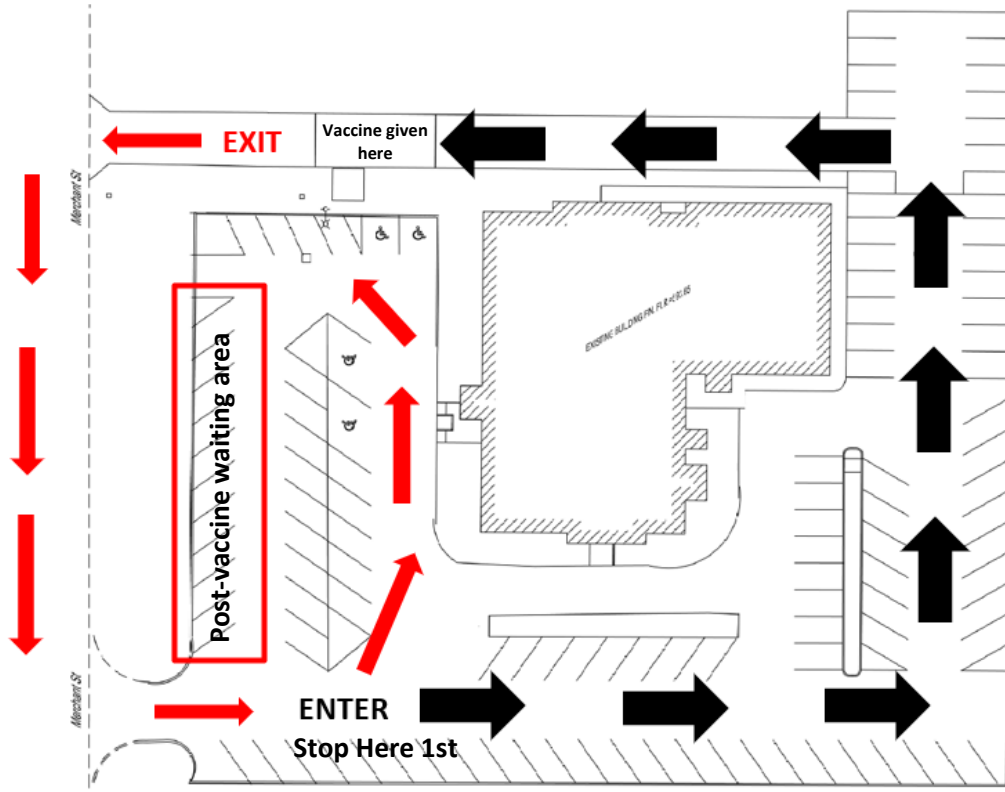 EXIT
Vaccine given
here
Merchant St
Post-vaccine waiting area
Merchant St
ENTER
Stop Here 1st